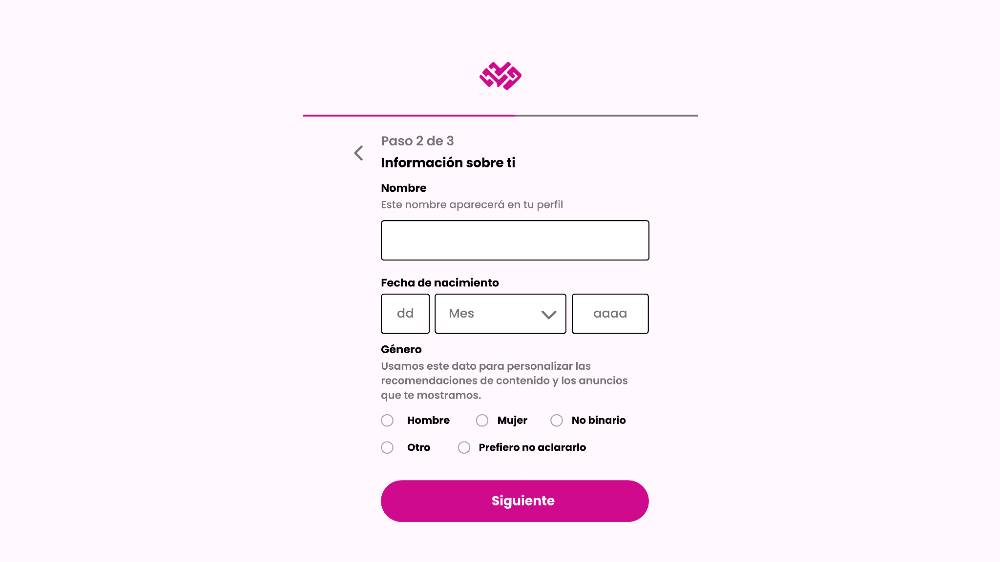 Paso 2 de 3
Información sobre ti
Nombre
Este nombre aparecerá en tu perfil
Fecha de nacimiento
dd Mes aaaa
Género
Usamos este dato para personalizar las
recomendaciones de contenido y los anuncios
que te mostramos.
Hombre Mujer No binario
Otro Prefiero no aclararlo
Siguiente